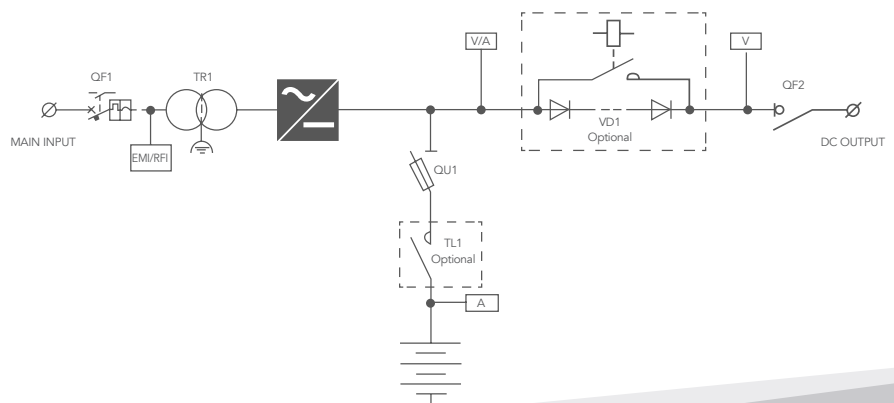 V/A
V
QF1
TR1
QF2
VD1
Optional
MAIN INPUT
DC OUTPUT
EMI/RFI
QU1
TL1
Optional
A